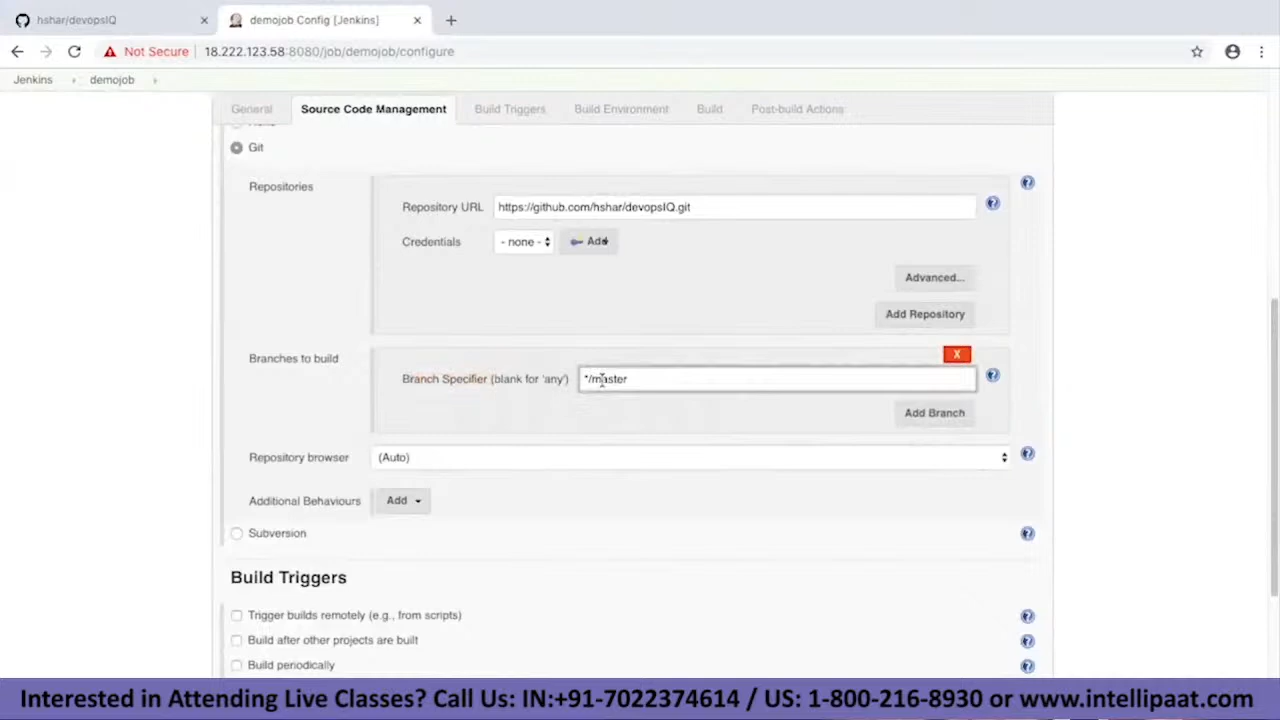 hshar/devopsIQ
demojob Config [Jenkins]
Not Secure
18.222.123.58:8080/job/demojob/configure
Jenkins
demojob
General
Source Code Management
Build Triggers
Build Environment
Build
Post-build Actions
Git
Repositories
Repository URL
https://github.com/hshar/devopsIQ.git
Credentials
- none -
Add
Advanced...
Add Repository
Branches to build
X
Branch Specifier (blank for 'any')
*/master
Add Branch
Repository browser
(Auto)
Additional Behaviours
Add
Subversion
Build Triggers
Trigger builds remotely (e.g., from scripts)
Build after other projects are built
Build periodically
Interested in Attending Live Classes? Call Us: IN:+91-7022374614 / US: 1-800-216-8930 or www.intellipaat.com